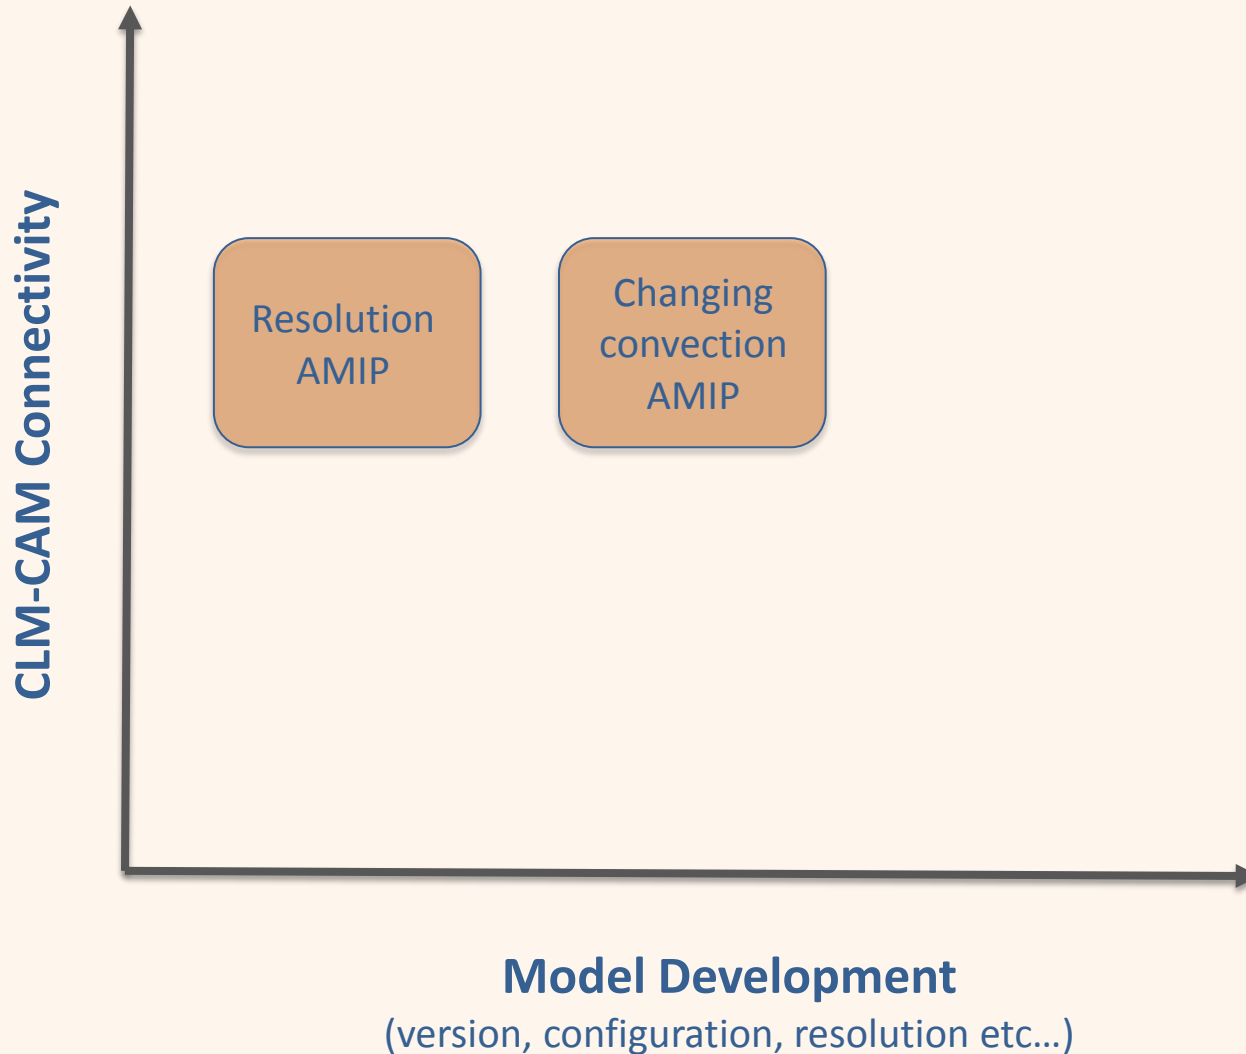 CLM-CAM Connectivity
Resolution
AMIP
Changing
convection
AMIP
Model Development
(version, configuration, resolution etc...)